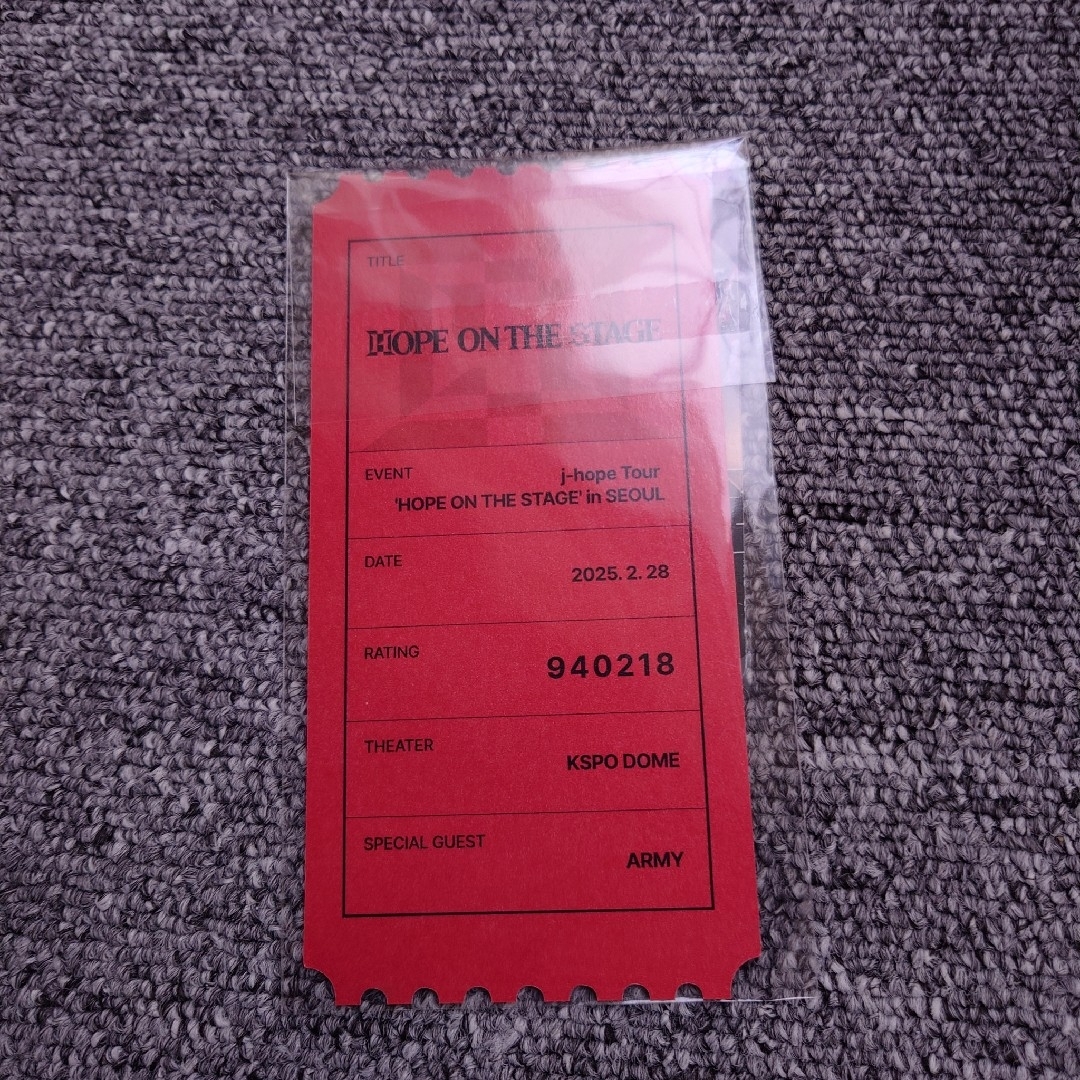 TITLE
HOPE ON THE STAGE
EVENT
j-hope Tour
'HOPE ON THE STAGE' in SEOUL
DATE
2025. 2. 28
RATING
940218
THEATER
KSPO DOME
SPECIAL GUEST
ARMY